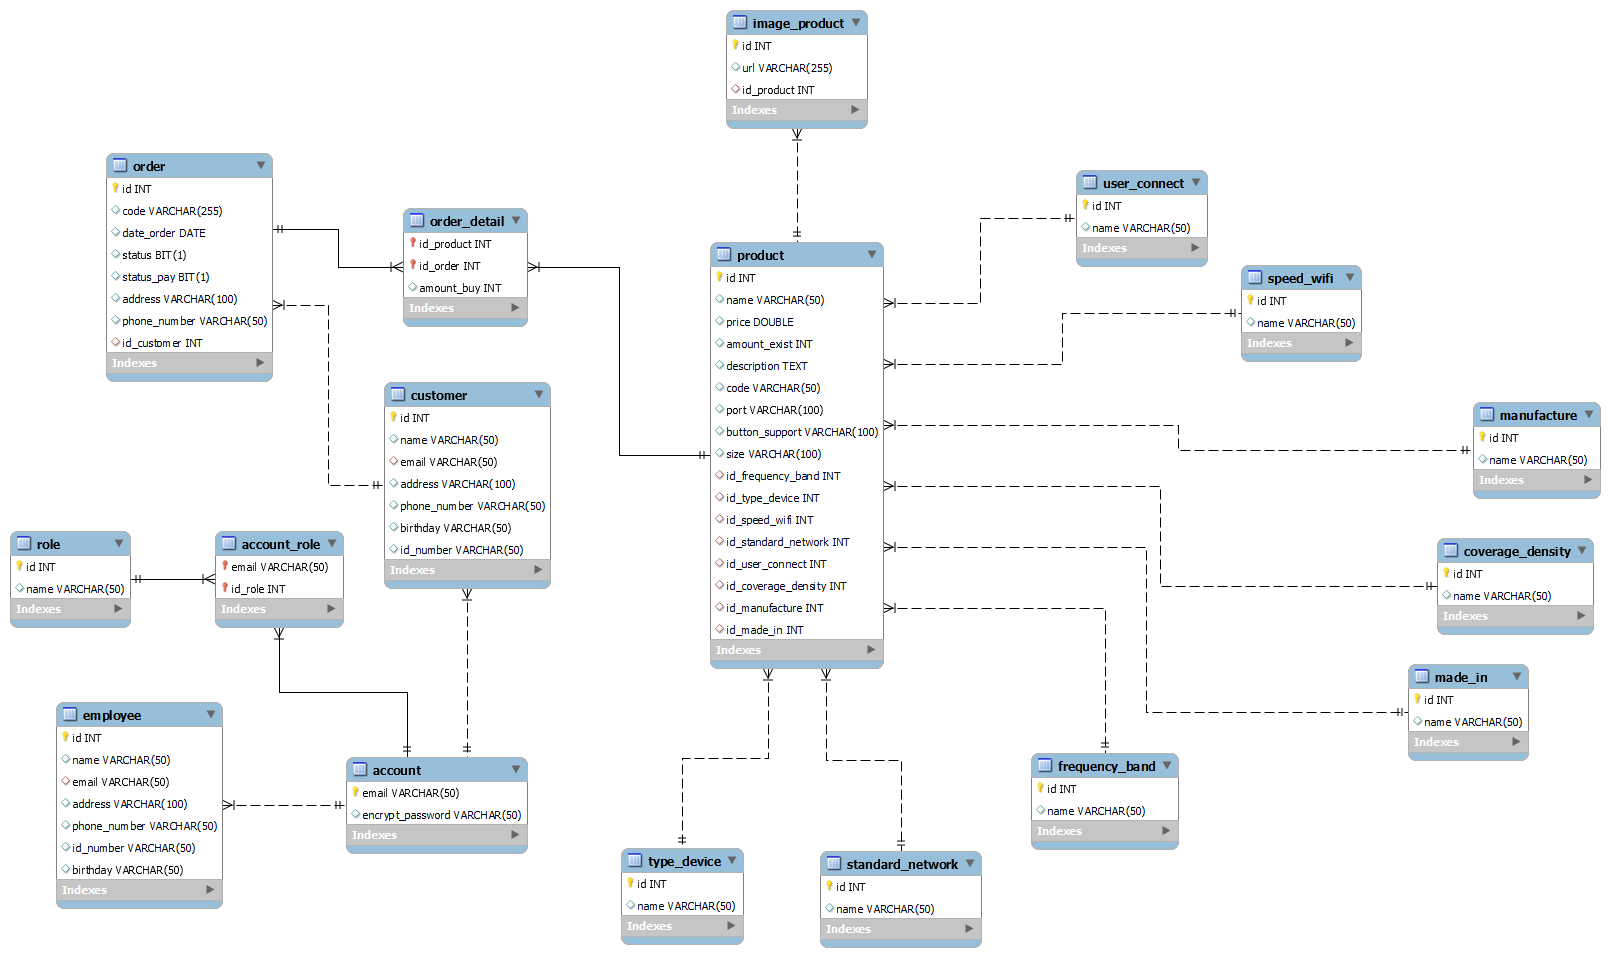 image_product
id INT
url VARCHAR(255)
id_product INT
Indexes
order
id INT
code VARCHAR(255)
date_order DATE
status BIT(1)
status_pay BIT(1)
address VARCHAR(100)
phone_number VARCHAR(50)
id_customer INT
Indexes
order_detail
id_product INT
id_order INT
amount_buy INT
Indexes
user_connect
id INT
name VARCHAR(50)
Indexes
product
id INT
name VARCHAR(50)
price DOUBLE
amount_exist INT
description TEXT
code VARCHAR(50)
port VARCHAR(100)
button_support VARCHAR(100)
size VARCHAR(100)
id_frequency_band INT
id_type_device INT
id_speed_wifi INT
id_standard_network INT
id_user_connect INT
id_coverage_density INT
id_manufacture INT
id_made_in INT
Indexes
speed_wifi
id INT
name VARCHAR(50)
Indexes
customer
id INT
name VARCHAR(50)
email VARCHAR(50)
address VARCHAR(100)
phone_number VARCHAR(50)
birthday VARCHAR(50)
id_number VARCHAR(50)
Indexes
manufacture
id INT
name VARCHAR(50)
Indexes
role
id INT
name VARCHAR(50)
Indexes
account_role
email VARCHAR(50)
id_role INT
Indexes
coverage_density
id INT
name VARCHAR(50)
Indexes
made_in
id INT
name VARCHAR(50)
Indexes
employee
id INT
name VARCHAR(50)
email VARCHAR(50)
address VARCHAR(100)
phone_number VARCHAR(50)
id_number VARCHAR(50)
birthday VARCHAR(50)
Indexes
account
email VARCHAR(50)
encrypt_password VARCHAR(50)
Indexes
frequency_band
id INT
name VARCHAR(50)
Indexes
type_device
id INT
name VARCHAR(50)
Indexes
standard_network
id INT
name VARCHAR(50)
Indexes